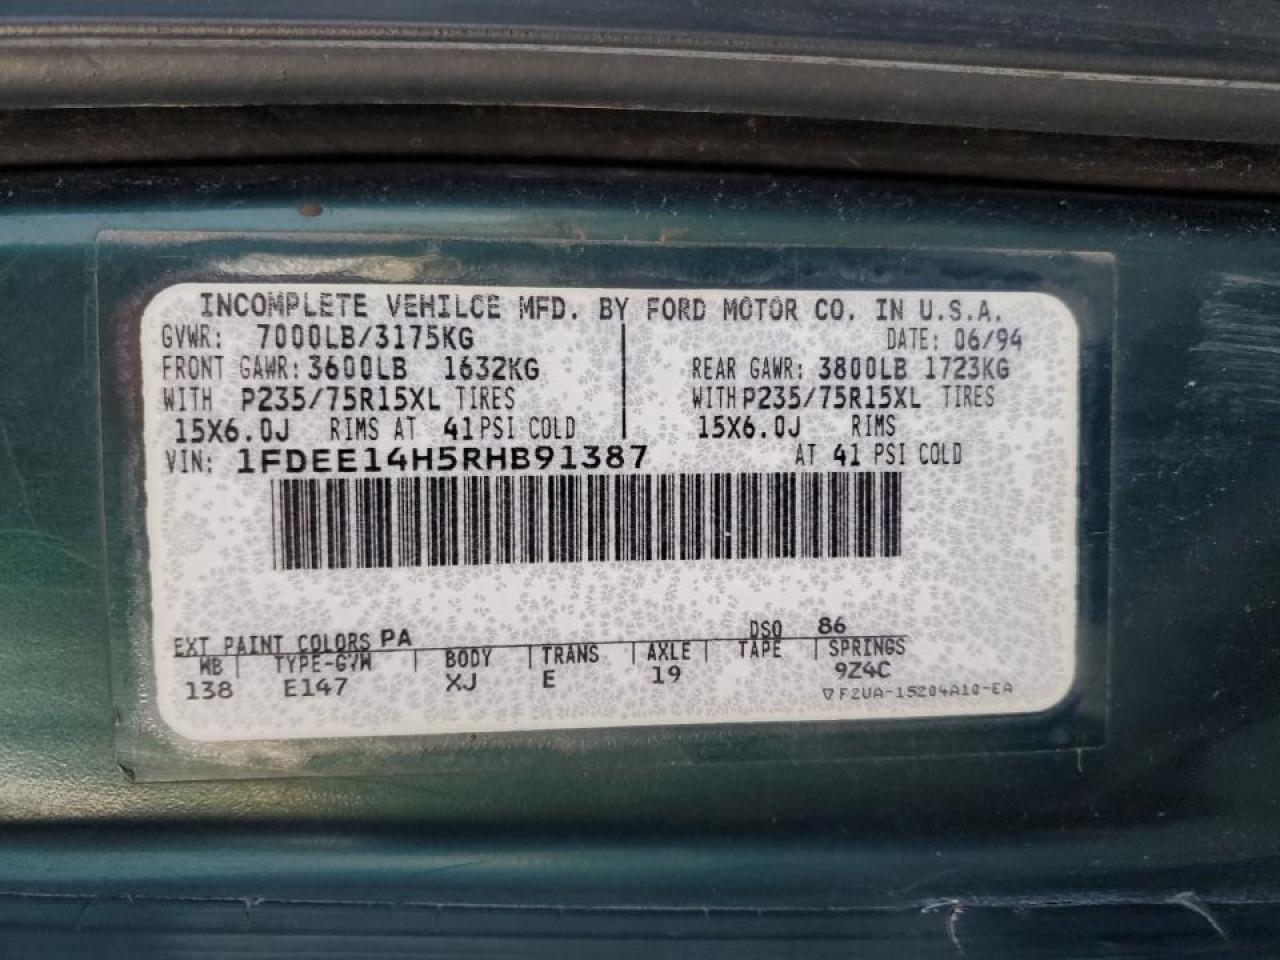 INCOMPLETE VEHILCE MFD. BY FORD MOTOR CO. IN U.S.A.
GVWR: 7000LB/3175KG DATE: 06/94
FRONT GAWR: 3600LB 1632KG REAR GAWR: 3800LB 1723KG
WITH P235/75R15XL TIRES WITH P235/75R15XL TIRES
15X6.0J RIMS AT 41 PSI COLD 15X6.0J RIMS
VIN: 1FDEE14H5RHB91387 AT 41 PSI COLD
EXT PAINT COLORS PA DSO 86
WB TYPE-GVW BODY TRANS AXLE TAPE SPRINGS
138 E147 XJ E 19 9Z4C
▽ F2UA-15204A10-EA